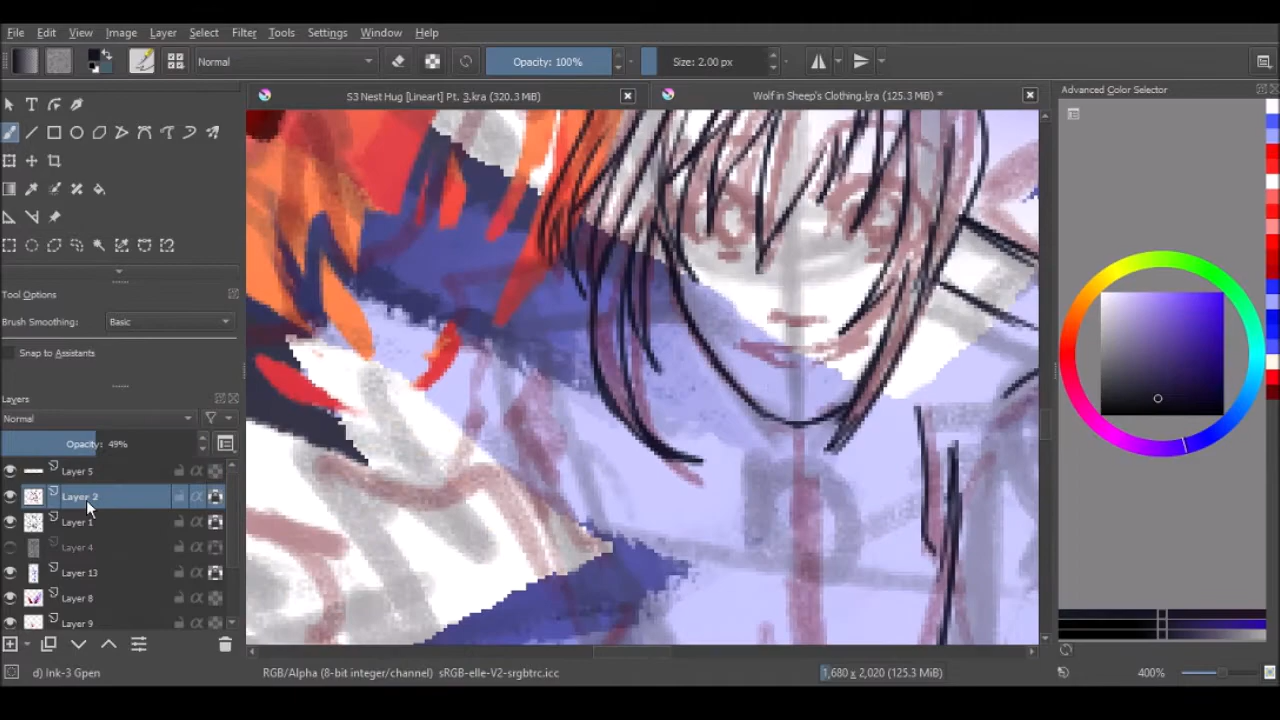 File Edit View Image Layer Select Filter Tools Settings Window Help
Normal Opacity: 100% Size: 2.00 px
S3 Nest Hug [Lineart] Pt. 3.kra (320.3 MiB) Wolf in Sheep's Clothing.kra (125.3 MiB) * Advanced Color Selector
Tool Options
Brush Smoothing: Basic
Snap to Assistants
Layers
Normal
Opacity: 49%
Layer 5
Layer 2
Layer 1
Layer 4
Layer 13
Layer 8
Layer 9
d) Ink-3 Gpen RGB/Alpha (8-bit integer/channel) sRGB-elle-V2-srgbtrc.icc 1,680 x 2,020 (125.3 MiB) 400%